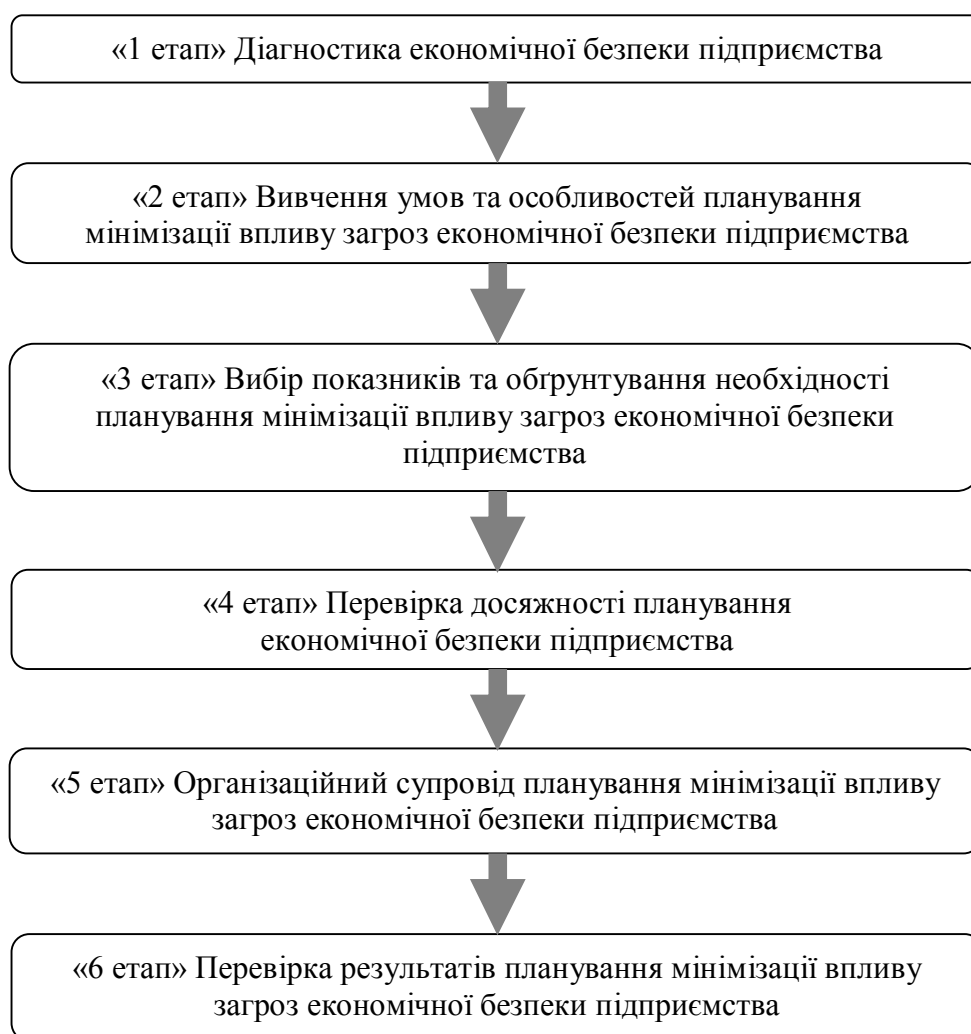 «1 етап» Діагностика економічної безпеки підприємства
«2 етап» Вивчення умов та особливостей планування
мінімізації впливу загроз економічної безпеки підприємства
«3 етап» Вибір показників та обґрунтування необхідності
планування мінімізації впливу загроз економічної безпеки
підприємства
«4 етап» Перевірка досяжності планування
економічної безпеки підприємства
«5 етап» Організаційний супровід планування мінімізації впливу
загроз економічної безпеки підприємства
«6 етап» Перевірка результатів планування мінімізації впливу
загроз економічної безпеки підприємства